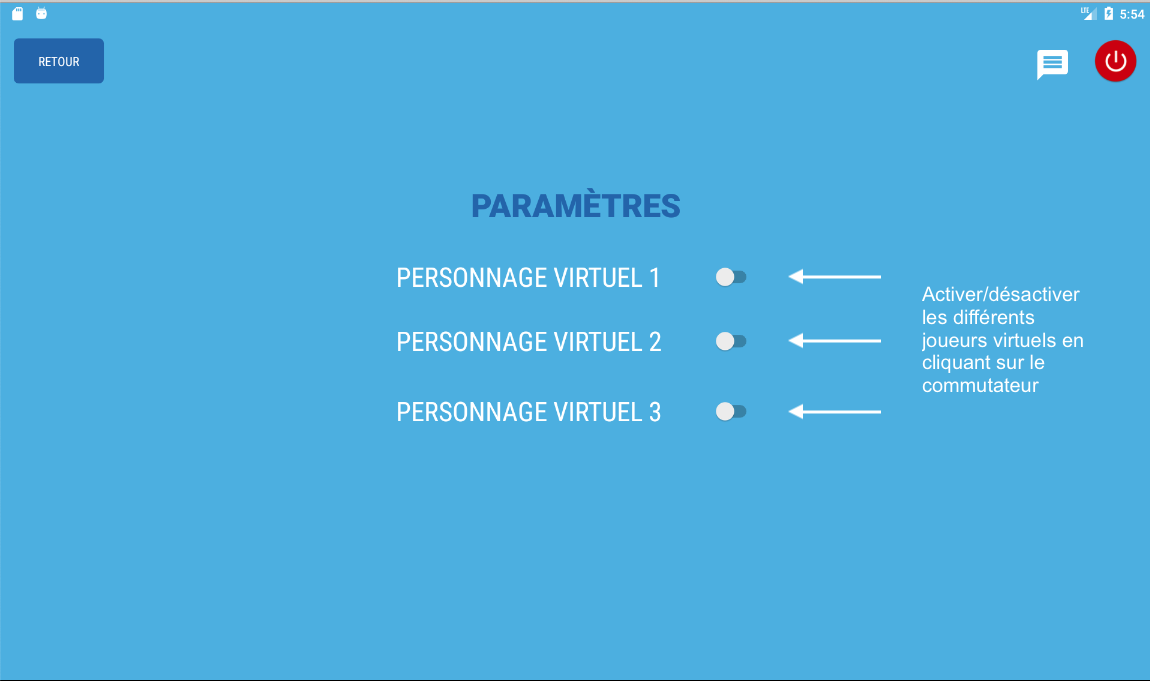 LTE 5:54
RETOUR
PARAMÈTRES
PERSONNAGE VIRTUEL 1
PERSONNAGE VIRTUEL 2
PERSONNAGE VIRTUEL 3
Activer/désactiver
les différents
joueurs virtuels en
cliquant sur le
commutateur